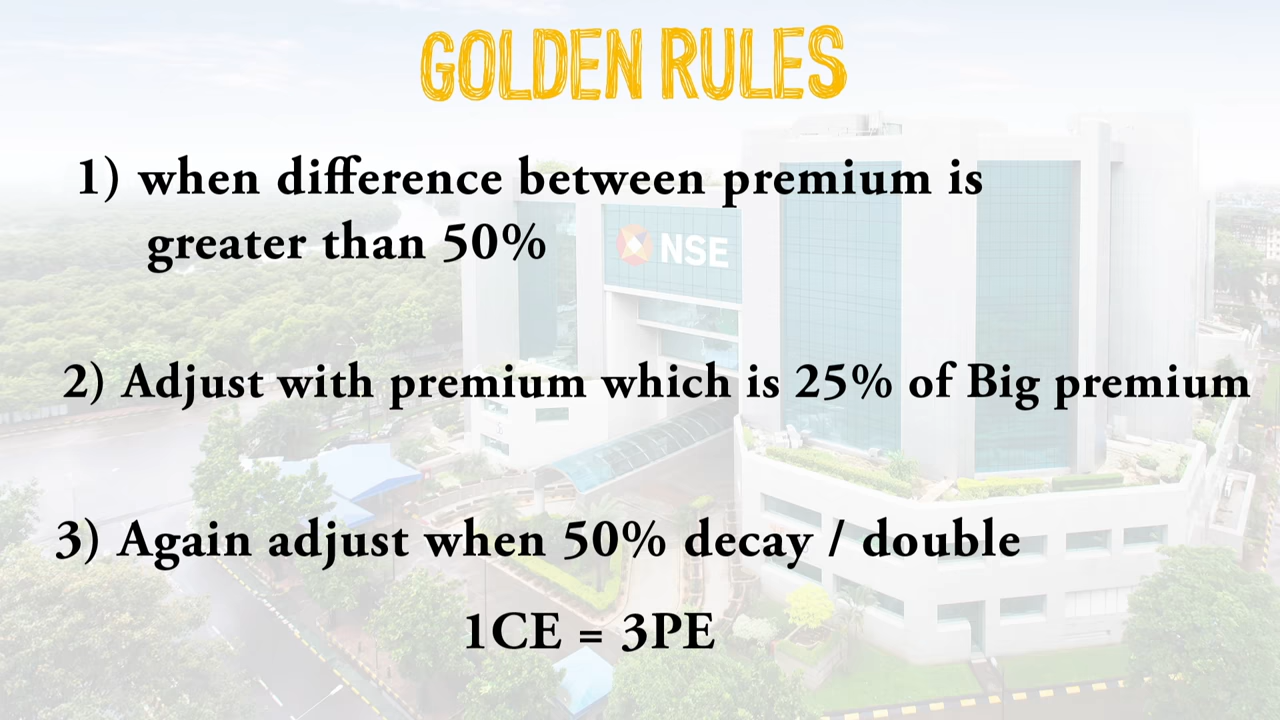 GOLDEN RULES
1) when difference between premium is
greater than 50%
NSE
2) Adjust with premium which is 25% of Big premium
3) Again adjust when 50% decay / double
1CE = 3PE